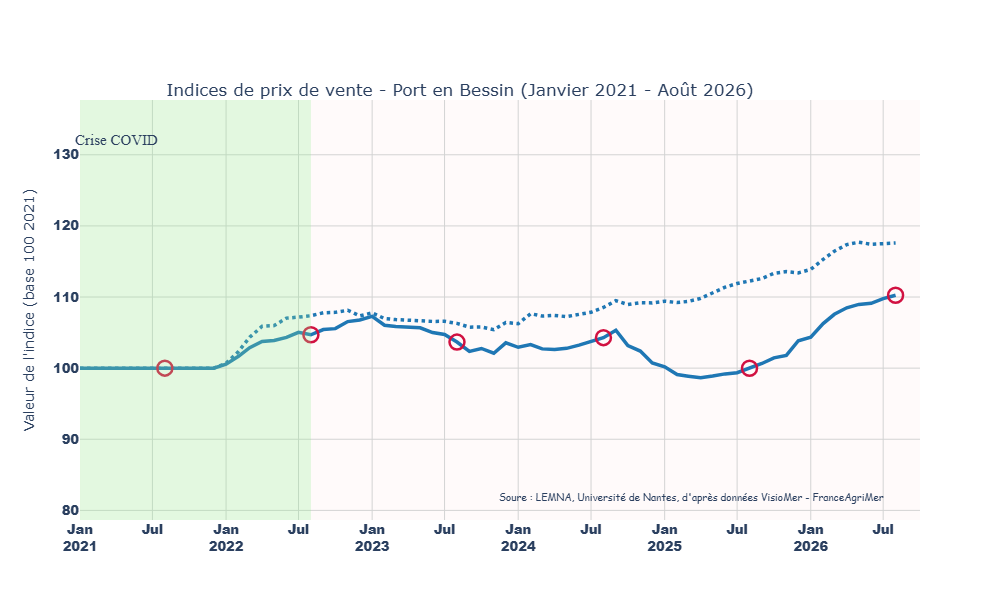 Indices de prix de vente - Port en Bessin (Janvier 2021 - Août 2026)
Crise COVID
Valeur de l'indice (base 100 2021)
130
120
110
100
90
80
Soure : LEMNA, Université de Nantes, d'après données VisioMer - FranceAgriMer
Jan Jul Jan Jul Jan Jul Jan Jul Jan Jul Jan Jul
2021 2022 2023 2024 2025 2026